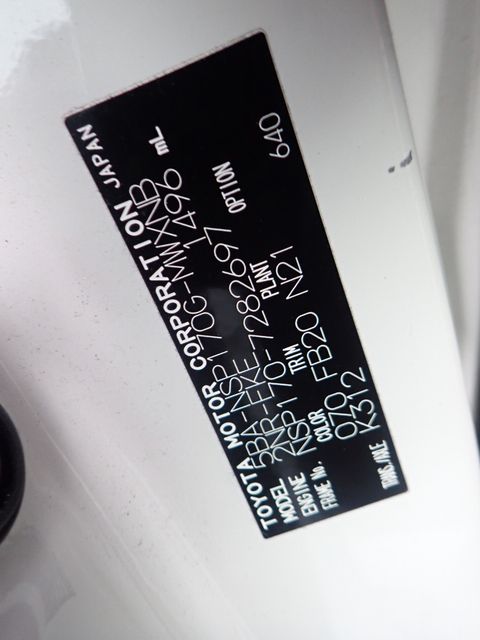 TOYOTA MOTOR CORPORATION JAPAN
MODEL 5BA-NSP170G-MWXNB
ENGINE 2NR-FKE 1496 mL
FRAME No. NSP170-7282697
COLOR TRIM PLANT OPTION
070 FB20 N21 640
TRANS./AXLE K312